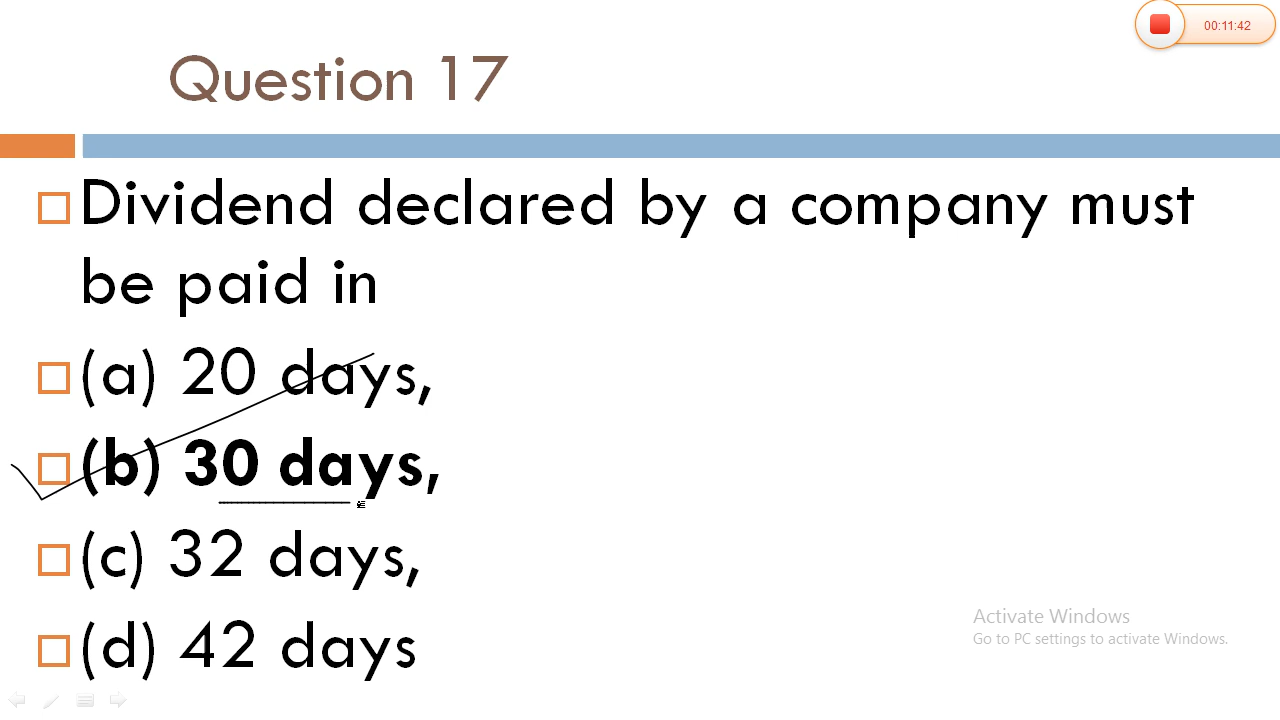 00:11:42
Question 17
Dividend declared by a company must
be paid in
(a) 20 days,
(b) 30 days,
(c) 32 days,
(d) 42 days
Activate Windows
Go to PC settings to activate Windows.